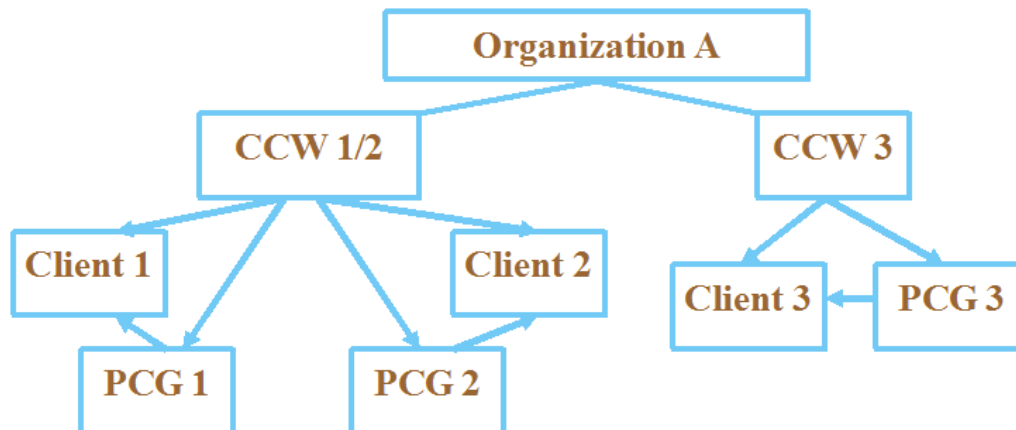 Organization A
CCW 1/2
CCW 3
Client 1
Client 2
Client 3
PCG 3
PCG 1
PCG 2